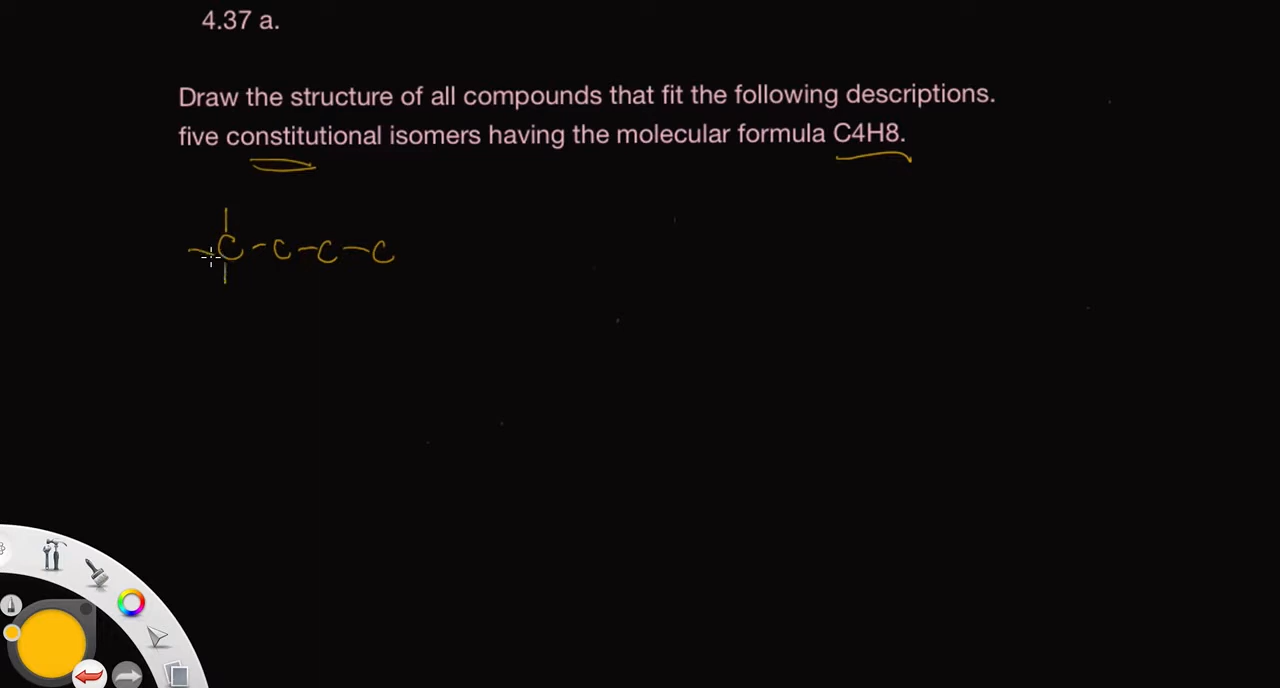 4.37 a.
Draw the structure of all compounds that fit the following descriptions.
five constitutional isomers having the molecular formula C4H8.
-C-C-C-C